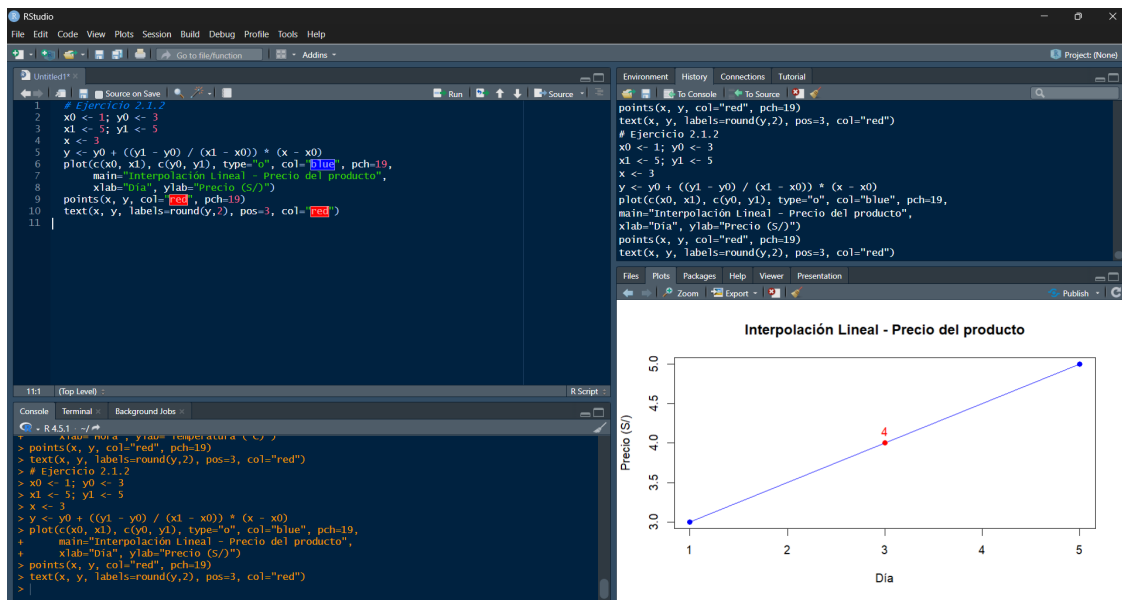 RStudio
File Edit Code View Plots Session Build Debug Profile Tools Help
Go to file/function Addins Project: (None)
Untitled1*
Source on Save Run Source
1 # Ejercicio 2.1.2
2 x0 <- 1; y0 <- 3
3 x1 <- 5; y1 <- 5
4 x <- 3
5 y <- y0 + ((y1 - y0) / (x1 - x0)) * (x - x0)
6 plot(c(x0, x1), c(y0, y1), type="o", col="blue", pch=19,
7 main="Interpolación Lineal - Precio del producto",
8 xlab="Día", ylab="Precio (S/)")
9 points(x, y, col="red", pch=19)
10 text(x, y, labels=round(y,2), pos=3, col="red")
11
11:1 (Top Level) R Script
Console Terminal Background Jobs
R 4.5.1 · ~/
+ xlab="Hora", ylab="Temperatura (°C)")
> points(x, y, col="red", pch=19)
> text(x, y, labels=round(y,2), pos=3, col="red")
> # Ejercicio 2.1.2
> x0 <- 1; y0 <- 3
> x1 <- 5; y1 <- 5
> x <- 3
> y <- y0 + ((y1 - y0) / (x1 - x0)) * (x - x0)
> plot(c(x0, x1), c(y0, y1), type="o", col="blue", pch=19,
+ main="Interpolación Lineal - Precio del producto",
+ xlab="Día", ylab="Precio (S/)")
> points(x, y, col="red", pch=19)
> text(x, y, labels=round(y,2), pos=3, col="red")
>
Environment History Connections Tutorial
To Console To Source
points(x, y, col="red", pch=19)
text(x, y, labels=round(y,2), pos=3, col="red")
# Ejercicio 2.1.2
x0 <- 1; y0 <- 3
x1 <- 5; y1 <- 5
x <- 3
y <- y0 + ((y1 - y0) / (x1 - x0)) * (x - x0)
plot(c(x0, x1), c(y0, y1), type="o", col="blue", pch=19,
main="Interpolación Lineal - Precio del producto",
xlab="Día", ylab="Precio (S/)")
points(x, y, col="red", pch=19)
text(x, y, labels=round(y,2), pos=3, col="red")
Files Plots Packages Help Viewer Presentation
Zoom Export Publish
Interpolación Lineal - Precio del producto
Precio (S/)
5.0
4.5
4.0
3.5
3.0
4
1 2 3 4 5
Día